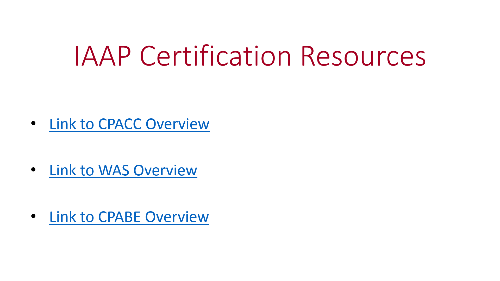 IAAP Certification Resources
• Link to CPACC Overview
• Link to WAS Overview
• Link to CPABE Overview